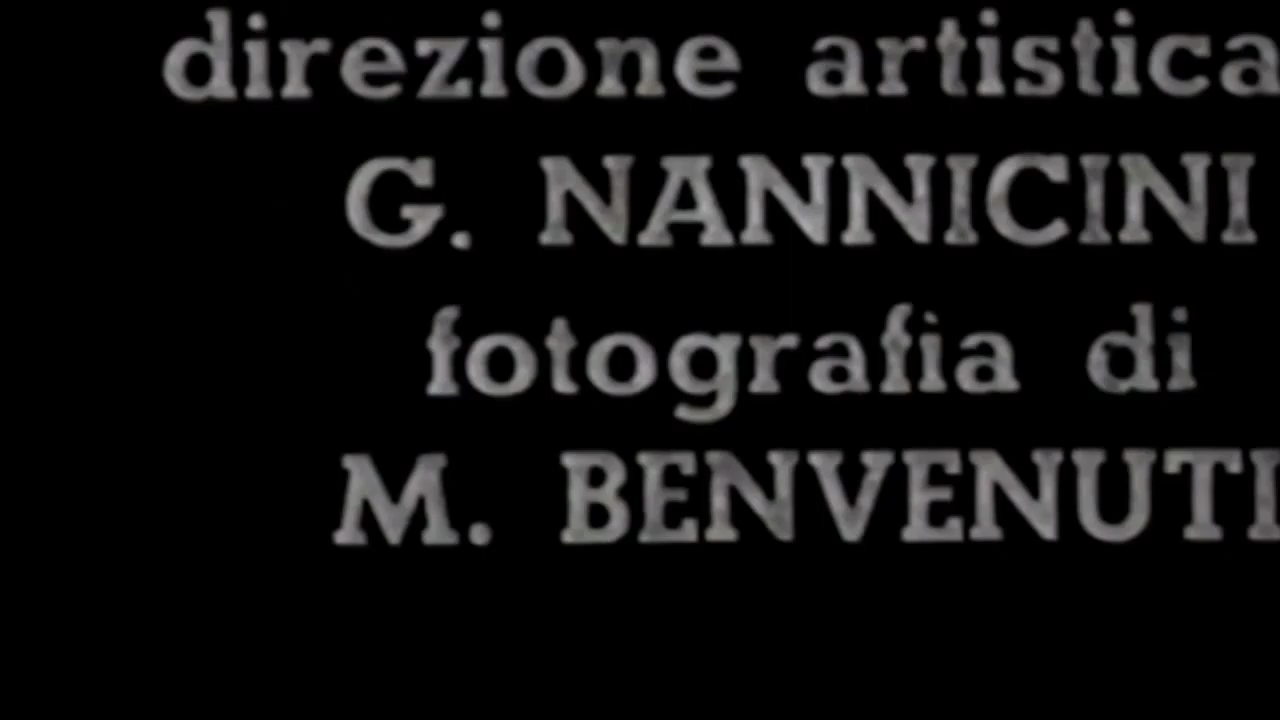 direzione artistica
G. NANNICINI
fotografia di
M. BENVENUTI